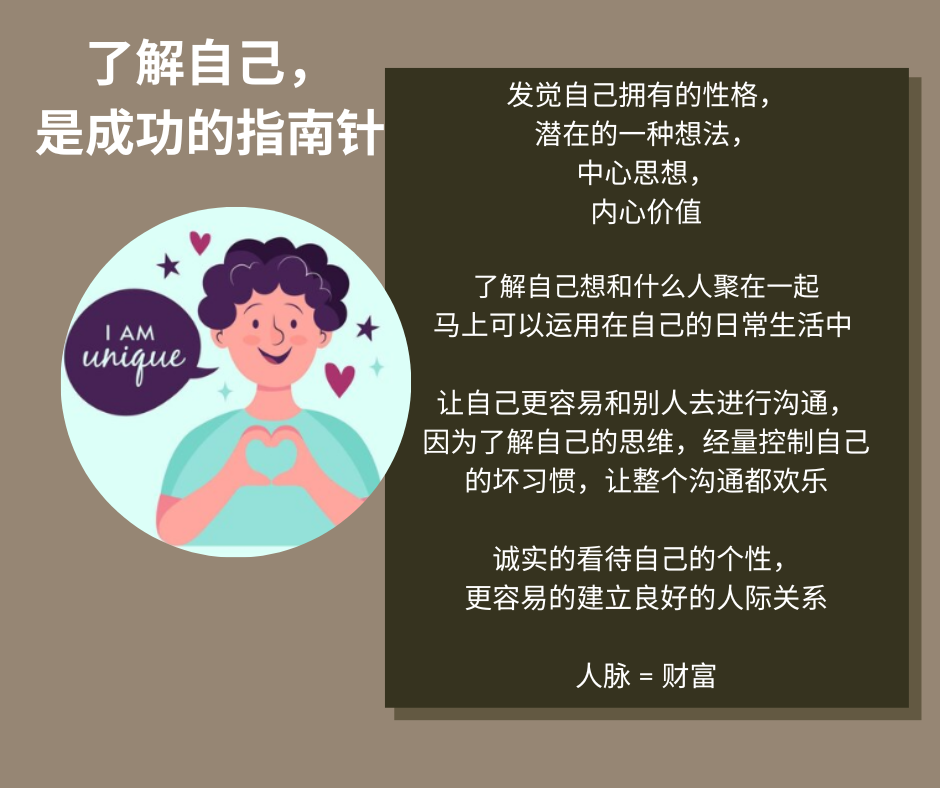 了解自己，
是成功的指南针
I AM
unique
发觉自己拥有的性格，
潜在的一种想法，
中心思想，
内心价值
了解自己想和什么人聚在一起
马上可以运用在自己的日常生活中
让自己更容易和别人去进行沟通，
因为了解自己的思维，经量控制自己
的坏习惯，让整个沟通都欢乐
诚实的看待自己的个性，
更容易的建立良好的人际关系
人脉 = 财富